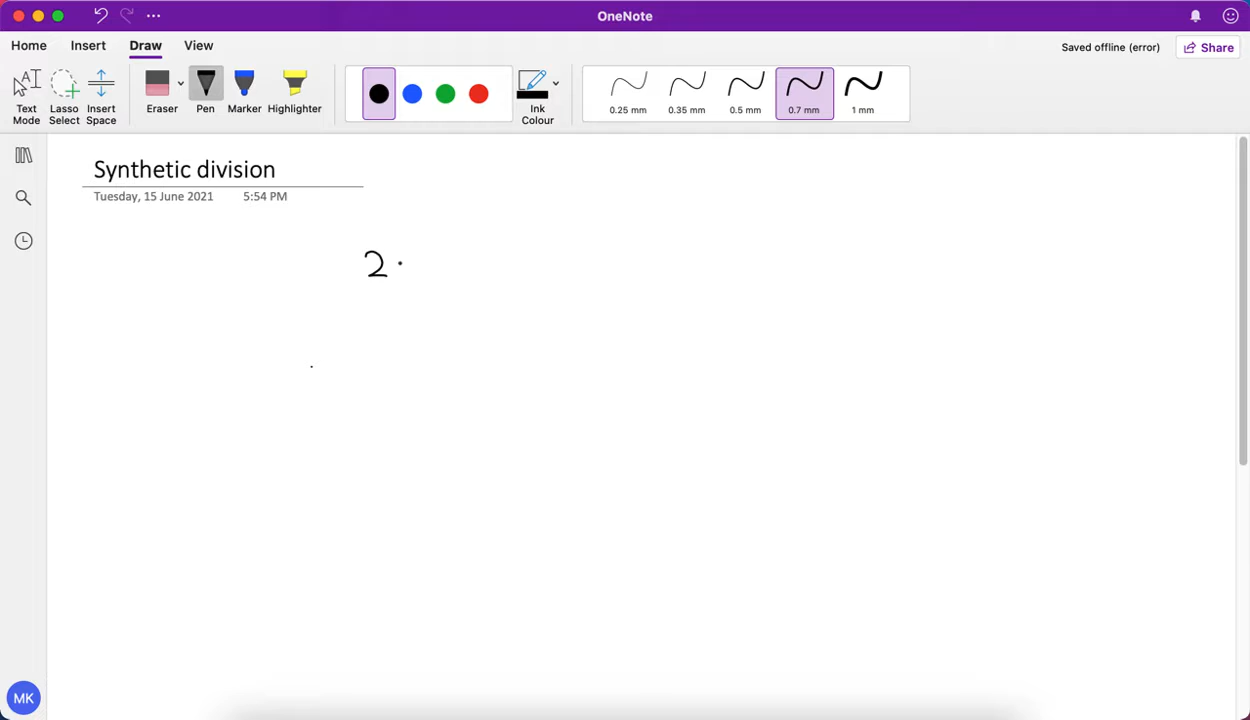 OneNote
Home Insert Draw View
Saved offline (error) Share
Text Mode
Lasso Select
Insert Space
Eraser
Pen
Marker
Highlighter
Ink Colour
0.25 mm 0.35 mm 0.5 mm 0.7 mm 1 mm
Synthetic division
Tuesday, 15 June 2021 5:54 PM
2
MK